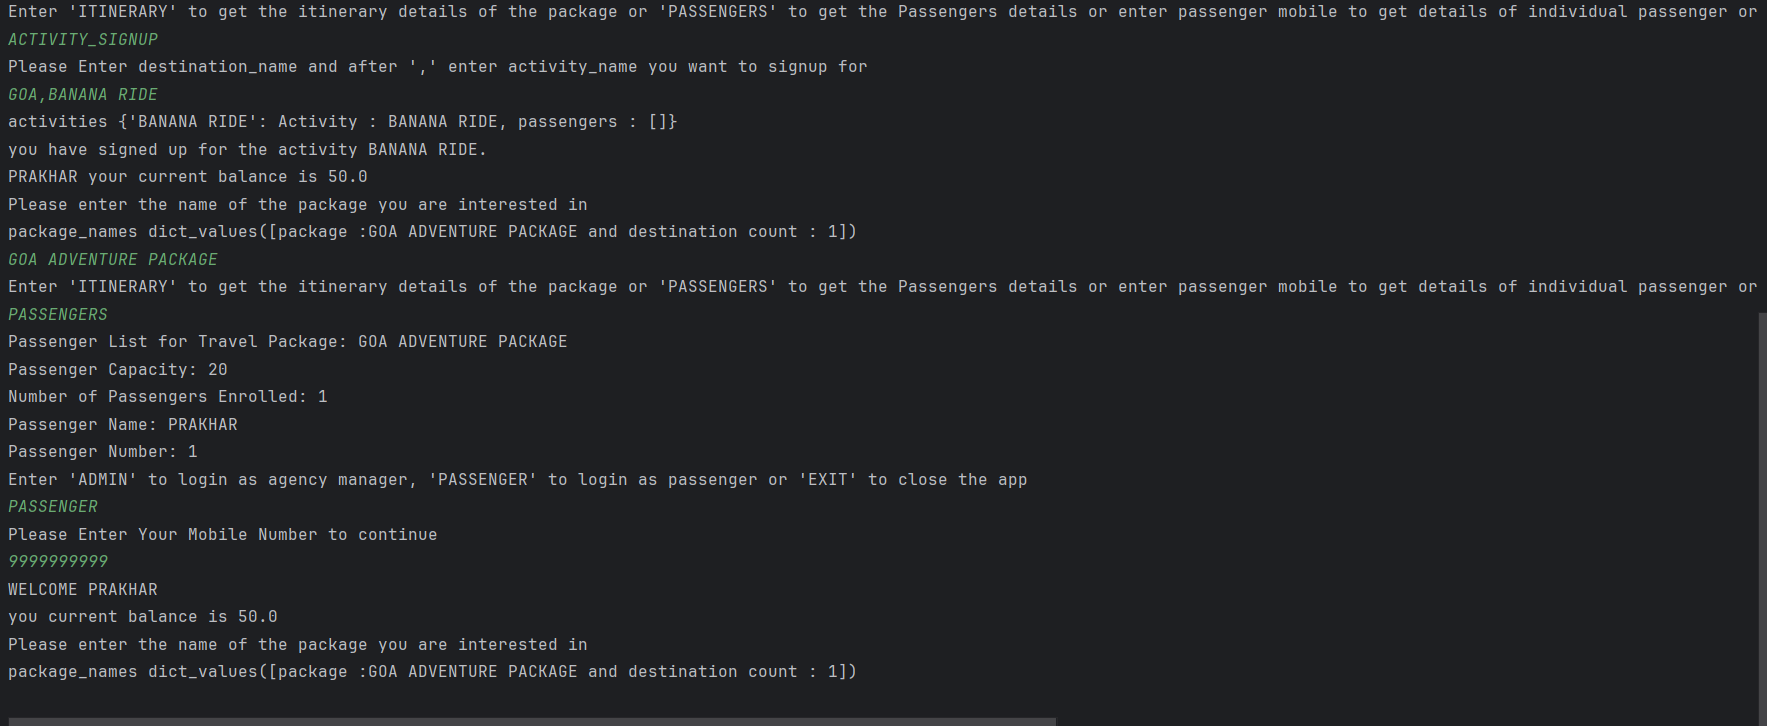 Enter 'ITINERARY' to get the itinerary details of the package or 'PASSENGERS' to get the Passengers details or enter passenger mobile to get details of individual passenger or
ACTIVITY_SIGNUP
Please Enter destination_name and after ',' enter activity_name you want to signup for
GOA,BANANA RIDE
activities {'BANANA RIDE': Activity : BANANA RIDE, passengers : []}
you have signed up for the activity BANANA RIDE.
PRAKHAR your current balance is 50.0
Please enter the name of the package you are interested in
package_names dict_values([package :GOA ADVENTURE PACKAGE and destination count : 1])
GOA ADVENTURE PACKAGE
Enter 'ITINERARY' to get the itinerary details of the package or 'PASSENGERS' to get the Passengers details or enter passenger mobile to get details of individual passenger or
PASSENGERS
Passenger List for Travel Package: GOA ADVENTURE PACKAGE
Passenger Capacity: 20
Number of Passengers Enrolled: 1
Passenger Name: PRAKHAR
Passenger Number: 1
Enter 'ADMIN' to login as agency manager, 'PASSENGER' to login as passenger or 'EXIT' to close the app
PASSENGER
Please Enter Your Mobile Number to continue
9999999999
WELCOME PRAKHAR
you current balance is 50.0
Please enter the name of the package you are interested in
package_names dict_values([package :GOA ADVENTURE PACKAGE and destination count : 1])